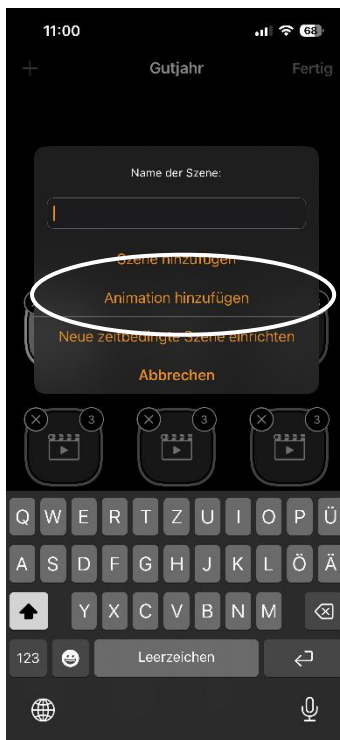 11:00
68
Gutjahr
Fertig
Name der Szene:
Szene hinzufügen
Animation hinzufügen
Neue zeitbedingte Szene einrichten
Abbrechen
3 3 3
Q W E R T Z U I O P Ü
A S D F G H J K L Ö Ä
Y X C V B N M
123 Leerzeichen